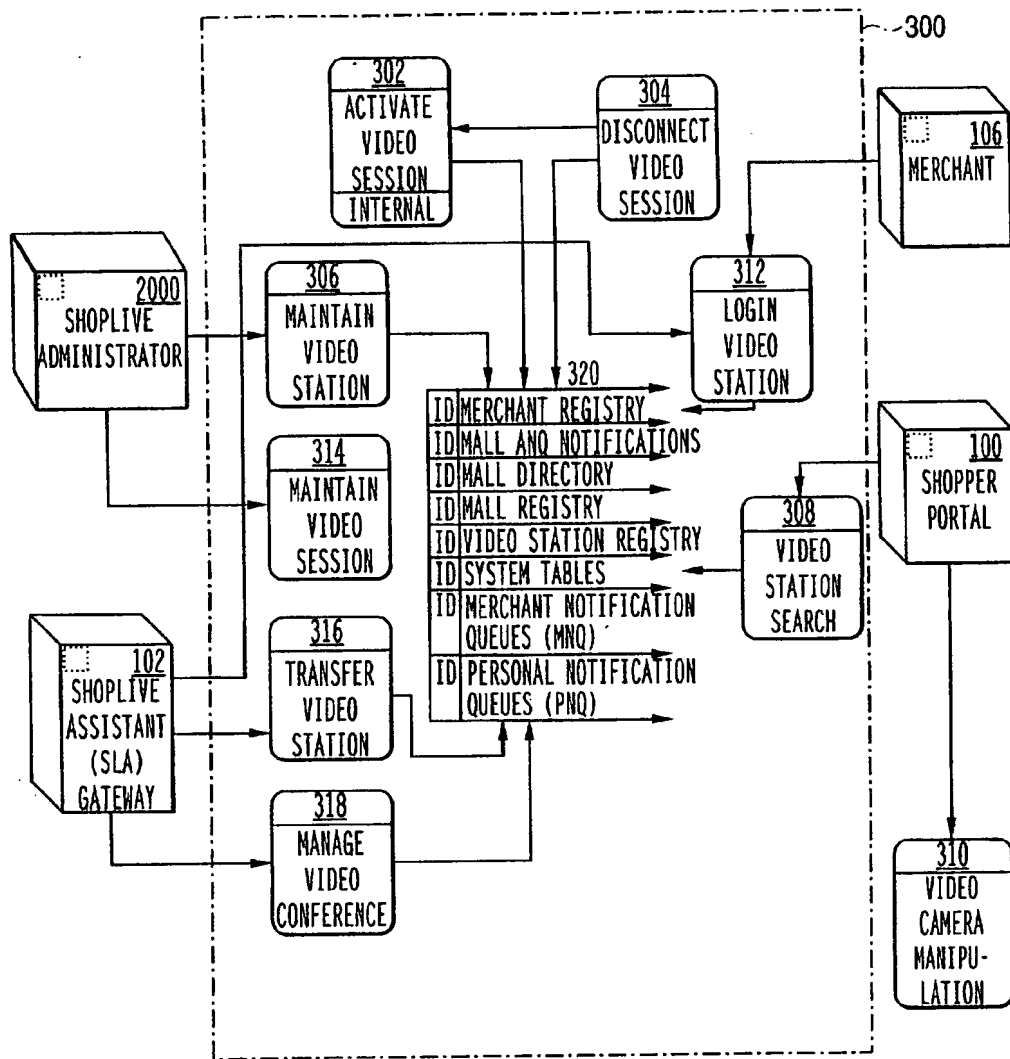 300
302
ACTIVATE
VIDEO
SESSION
INTERNAL
304
DISCONNECT
VIDEO
SESSION
106
MERCHANT
2000
SHOPLIVE
ADMINISTRATOR
306
MAINTAIN
VIDEO
STATION
312
LOGIN
VIDEO
STATION
314
MAINTAIN
VIDEO
SESSION
320
ID MERCHANT REGISTRY
ID MALL ANQ NOTIFICATIONS
ID MALL DIRECTORY
ID MALL REGISTRY
ID VIDEO STATION REGISTRY
ID SYSTEM TABLES
ID MERCHANT NOTIFICATION
QUEUES (MNQ)
ID PERSONAL NOTIFICATION
QUEUES (PNQ)
100
SHOPPER
PORTAL
308
VIDEO
STATION
SEARCH
102
SHOPLIVE
ASSISTANT
(SLA)
GATEWAY
316
TRANSFER
VIDEO
STATION
318
MANAGE
VIDEO
CONFERENCE
310
VIDEO
CAMERA
MANIPU-
LATION